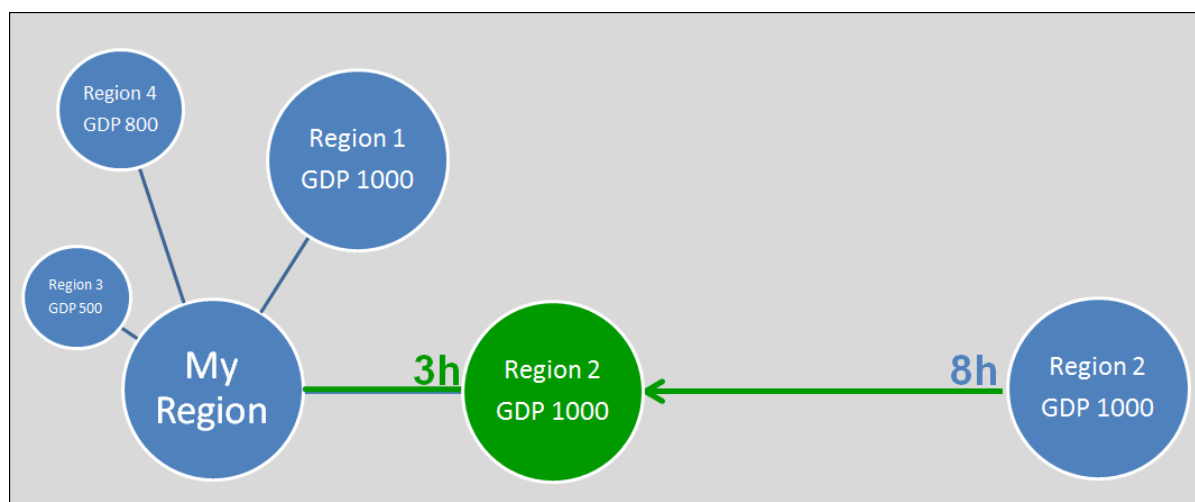 Region 4
GDP 800
Region 1
GDP 1000
Region 3
GDP 500
My
Region
3h
Region 2
GDP 1000
8h
Region 2
GDP 1000